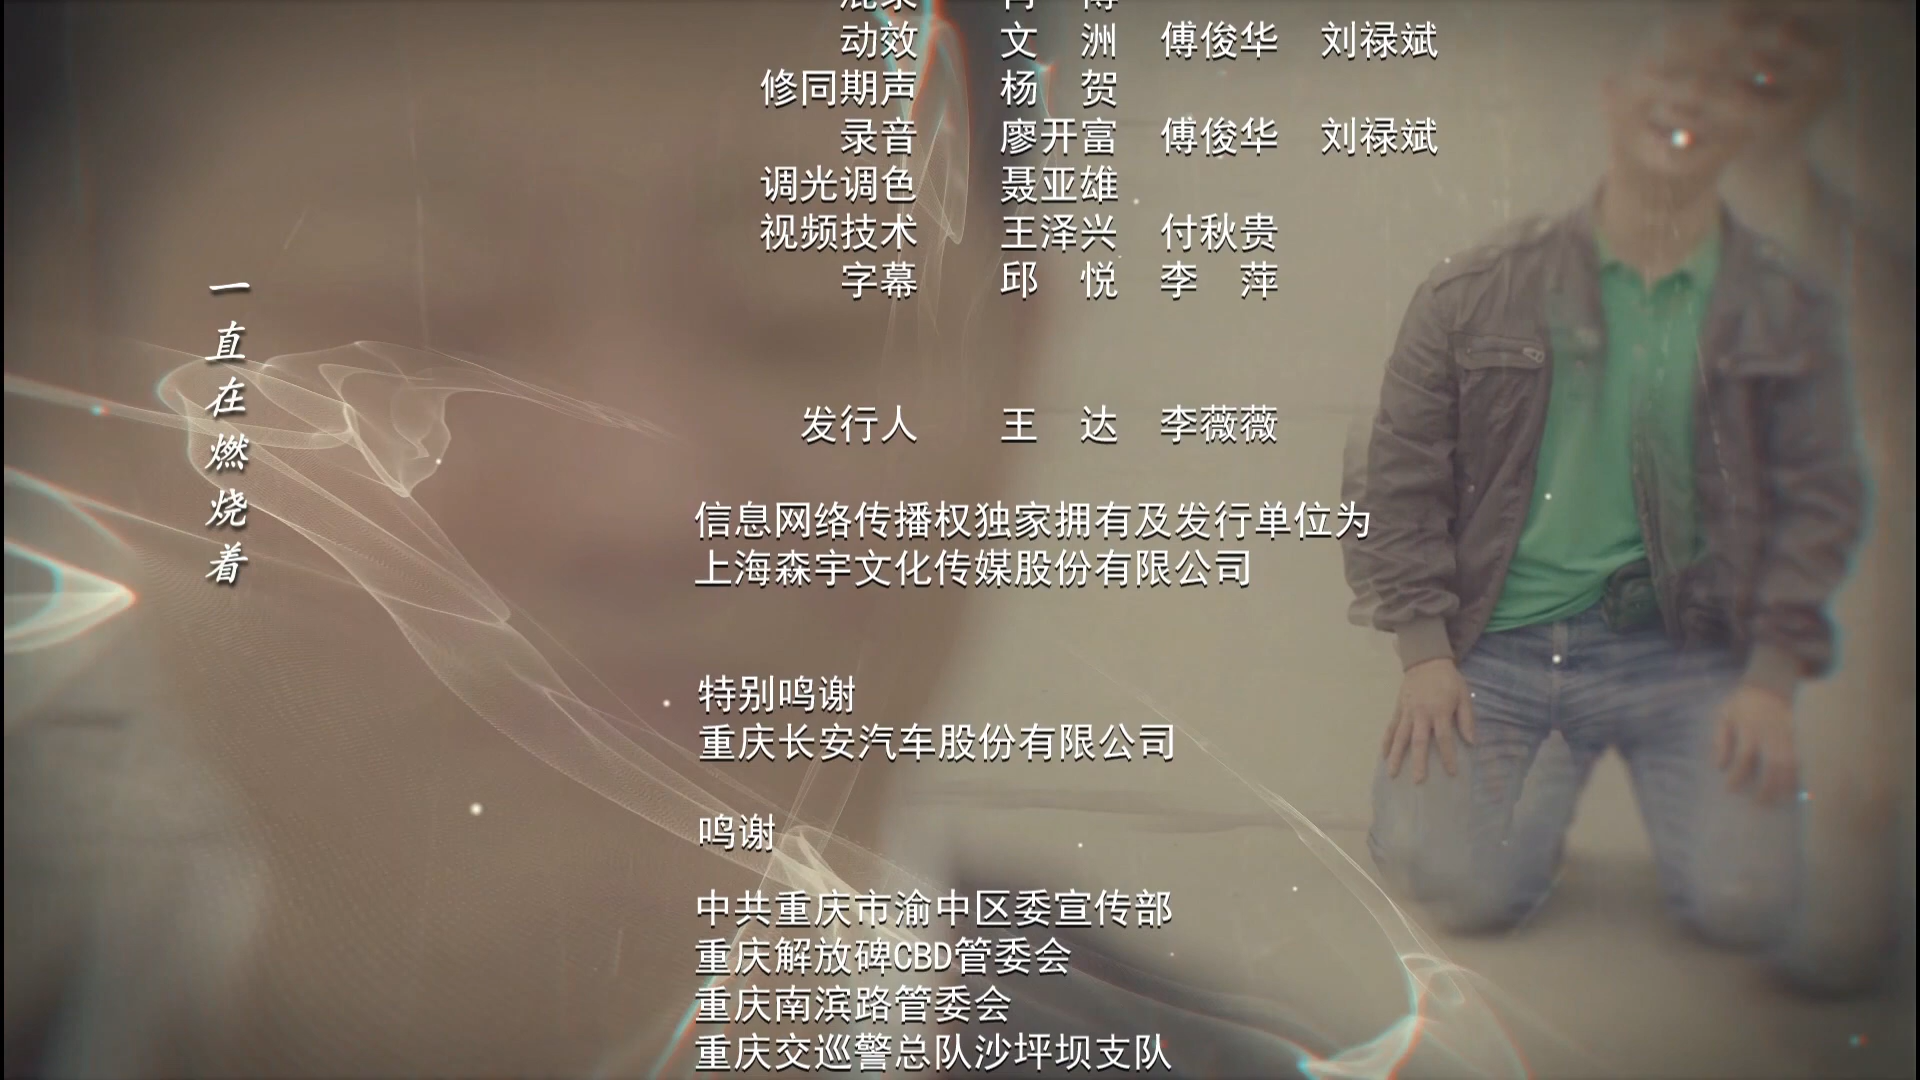 动效 文 洲 傅俊华 刘禄斌
修同期声 杨 贺
录音 廖开富 傅俊华 刘禄斌
调光调色 聂亚雄
视频技术 王泽兴 付秋贵
字幕 邱 悦 李 萍
发行人 王 达 李薇薇
信息网络传播权独家拥有及发行单位为
上海森宇文化传媒股份有限公司
特别鸣谢
重庆长安汽车股份有限公司
鸣谢
中共重庆市渝中区委宣传部
重庆解放碑CBD管委会
重庆南滨路管委会
重庆交巡警总队沙坪坝支队
一直在燃烧着